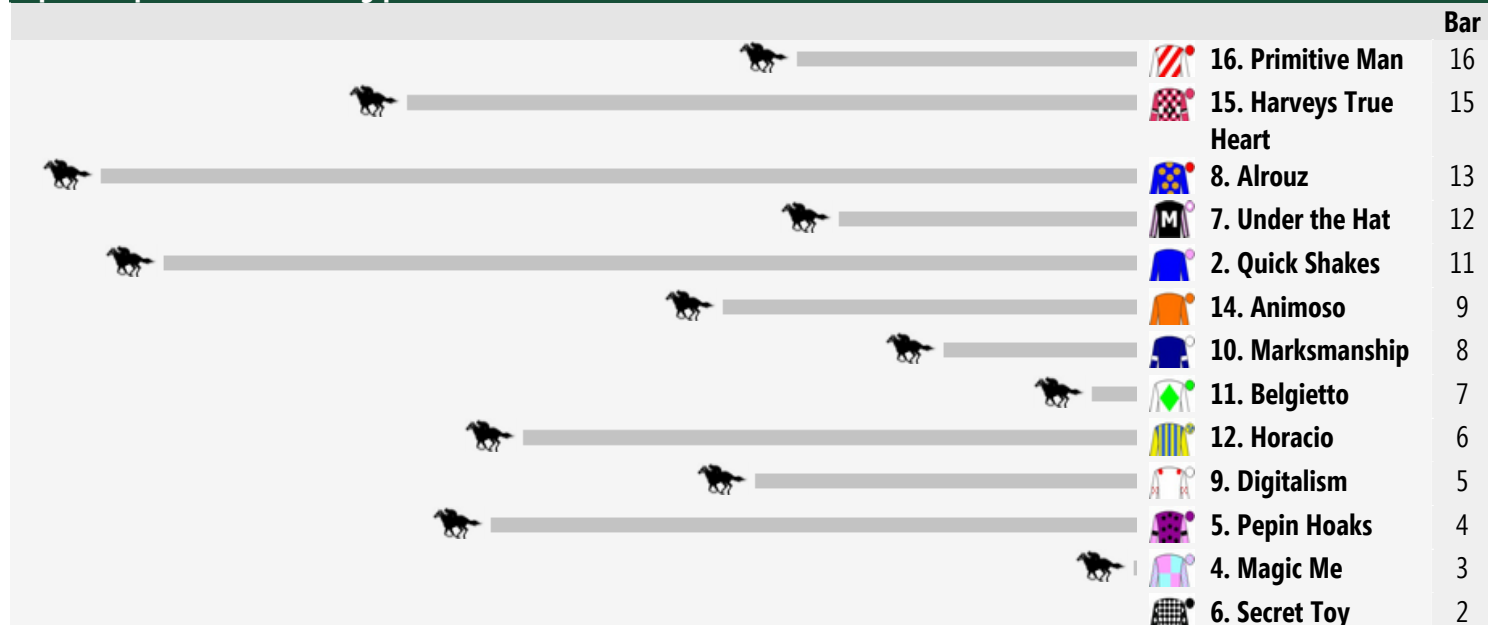 Bar
16. Primitive Man 16
15. Harveys True 15
Heart
8. Alrouz 13
M 7. Under the Hat 12
2. Quick Shakes 11
14. Animoso 9
10. Marksmanship 8
11. Belgietto 7
12. Horacio 6
9. Digitalism 5
5. Pepin Hoaks 4
4. Magic Me 3
6. Secret Toy 2